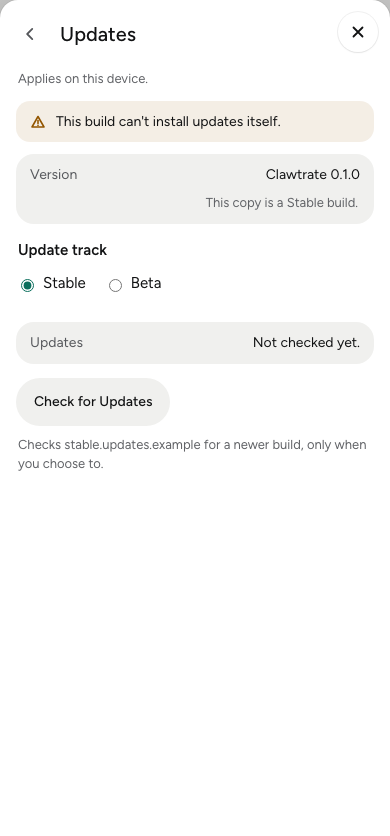 Updates
Applies on this device.
This build can't install updates itself.
Version
Clawtrate 0.1.0
This copy is a Stable build.
Update track
Stable
Beta
Updates
Not checked yet.
Check for Updates
Checks stable.updates.example for a newer build, only when
you choose to.